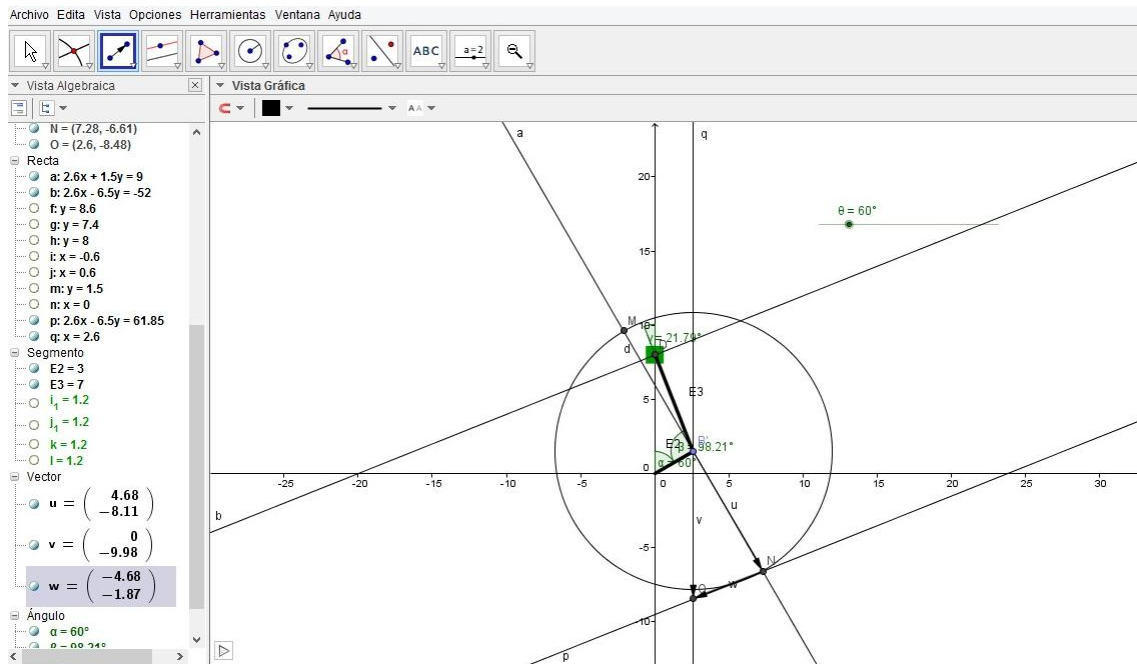 Archivo Edita Vista Opciones Herramientas Ventana Ayuda
ABC
a=2
Vista Algebraica
Vista Gráfica
AA
N = (7.28, -6.61)
O = (2.6, -8.48)
Recta
a: 2.6x + 1.5y = 9
b: 2.6x - 6.5y = -52
f: y = 8.6
g: y = 7.4
h: y = 8
i: x = -0.6
j: x = 0.6
m: y = 1.5
n: x = 0
p: 2.6x - 6.5y = 61.85
q: x = 2.6
Segmento
E2 = 3
E3 = 7
i1 = 1.2
j1 = 1.2
k = 1.2
l = 1.2
Vector
u = ( 4.68
-8.11 )
v = ( 0
-9.98 )
w = ( -4.68
-1.87 )
Ángulo
α = 60°
β = 98.21°
a
q
20
θ = 60°
15
M
10
γ = 21.79°
D
d
E3
5
E2
B'
β = 98.21°
α = 60°
0
-25
-20
-15
-10
-5
0
5
10
15
20
25
30
b
v
u
-5
N
w
O
-10
p